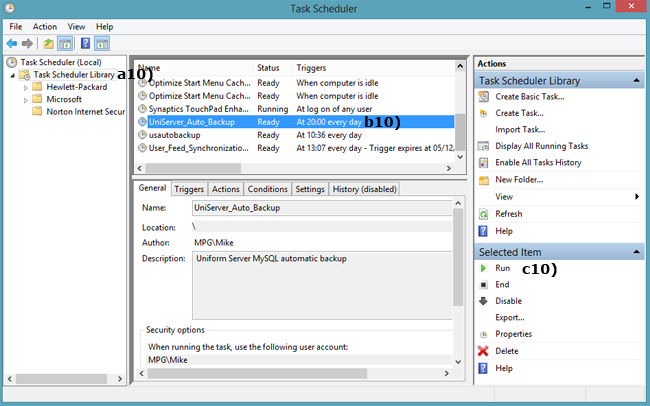 Task Scheduler
File Action View Help
Task Scheduler (Local)
Task Scheduler Library a10)
Hewlett-Packard
Microsoft
Norton Internet Secur
Name Status Triggers
Optimize Start Menu Cach... Ready When computer is idle
Optimize Start Menu Cach... Ready When computer is idle
Synaptics TouchPad Enha... Running At log on of any user
UniServer_Auto_Backup Ready At 20:00 every day b10)
usautobackup Ready At 10:36 every day
User_Feed_Synchronizatio... Ready At 13:07 every day - Trigger expires at 05/12,
General Triggers Actions Conditions Settings History (disabled)
Name: UniServer_Auto_Backup
Location: \
Author: MPG\Mike
Description: Uniform Server MySQL automatic backup
Security options
When running the task, use the following user account:
MPG\Mike
Actions
Task Scheduler Library
Create Basic Task...
Create Task...
Import Task...
Display All Running Tasks
Enable All Tasks History
New Folder...
View
Refresh
Help
Selected Item
Run c10)
End
Disable
Export...
Properties
Delete
Help